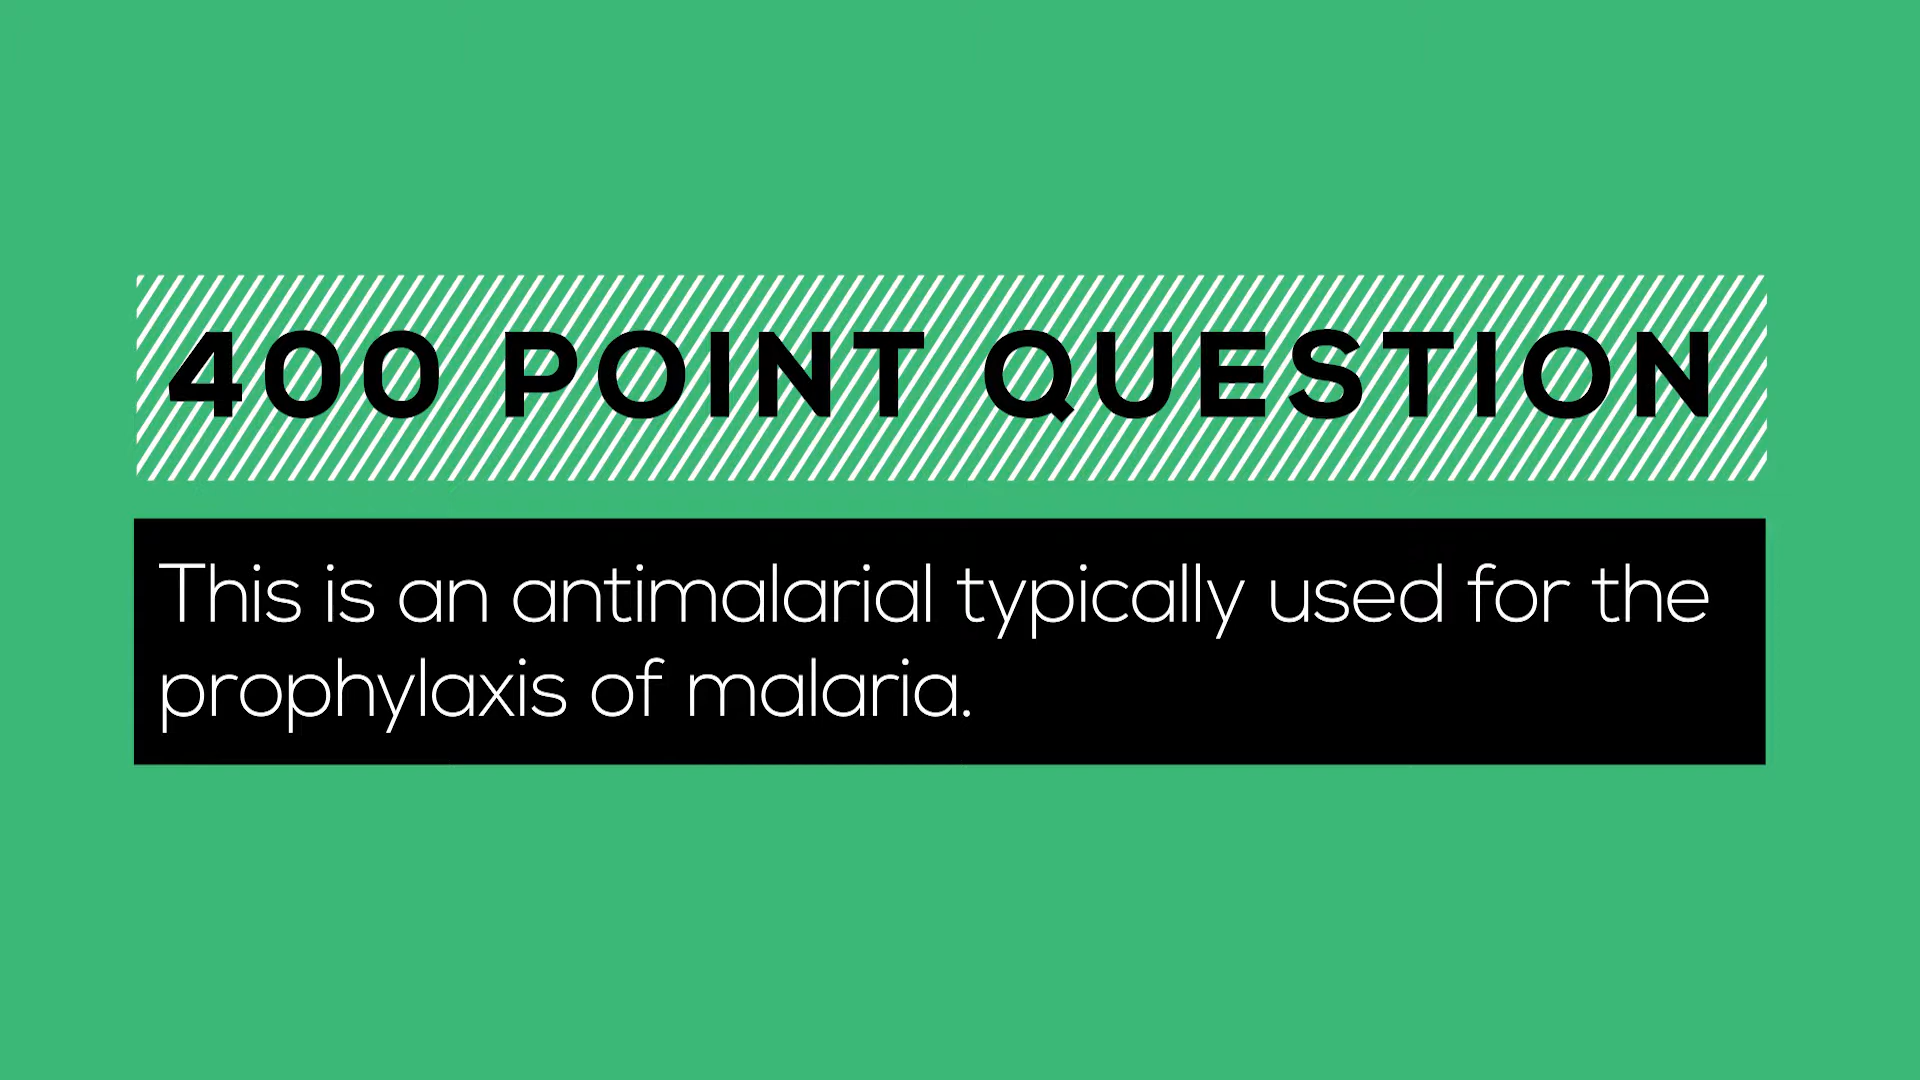 400 POINT QUESTION
This is an antimalarial typically used for the
prophylaxis of malaria.